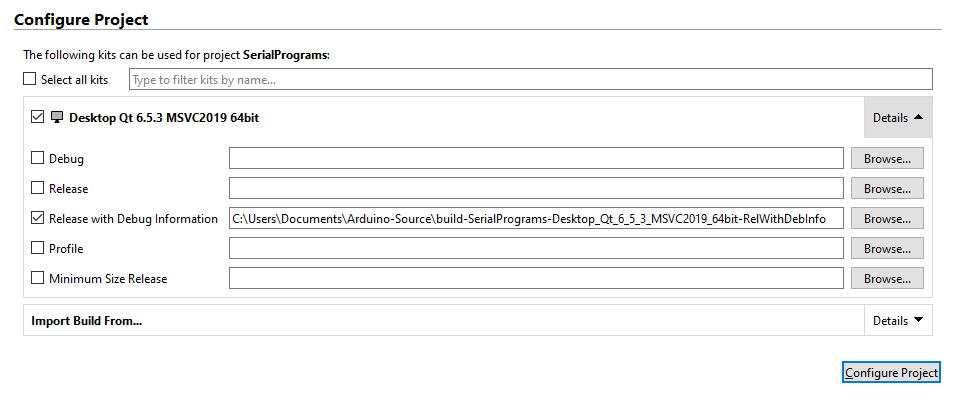 Configure Project
The following kits can be used for project SerialPrograms:
Select all kits
Type to filter kits by name...
Desktop Qt 6.5.3 MSVC2019 64bit
Details
Debug
Browse...
Release
Browse...
Release with Debug Information
C:\Users\Documents\Arduino-Source\build-SerialPrograms-Desktop_Qt_6_5_3_MSVC2019_64bit-RelWithDebInfo
Browse...
Profile
Browse...
Minimum Size Release
Browse...
Import Build From...
Details
Configure Project